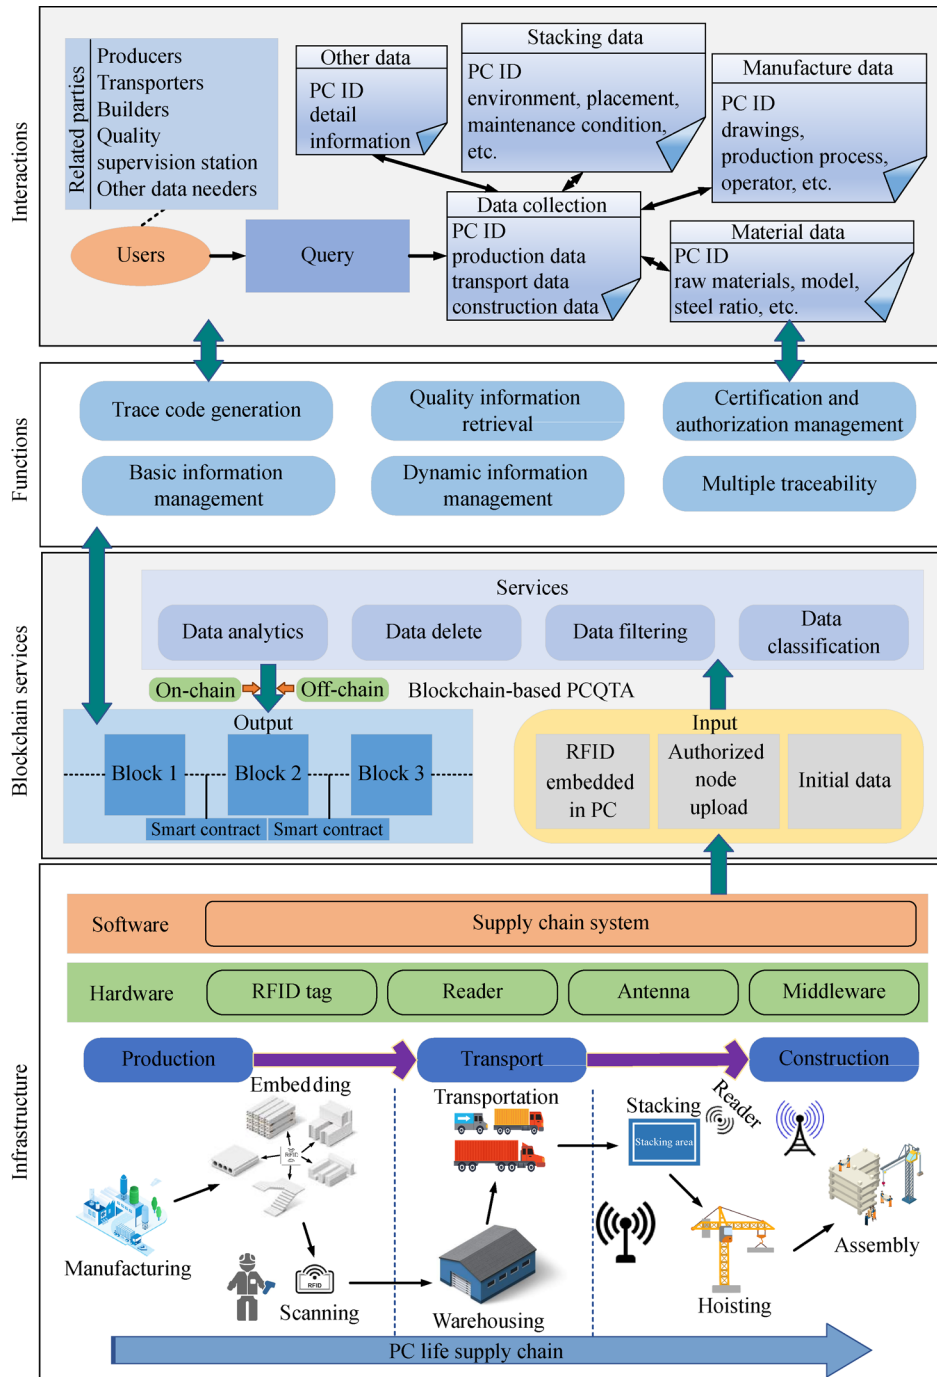 Interactions
Related parties
Producers
Transporters
Builders
Quality
supervision station
Other data needers
Users
Query
Other data
PC ID
detail
information
Stacking data
PC ID
environment, placement,
maintenance condition,
etc.
Manufacture data
PC ID
drawings,
production process,
operator, etc.
Data collection
PC ID
production data
transport data
construction data
Material data
PC ID
raw materials, model,
steel ratio, etc.
Functions
Trace code generation
Quality information
retrieval
Certification and
authorization management
Basic information
management
Dynamic information
management
Multiple traceability
Blockchain services
Services
Data analytics
Data delete
Data filtering
Data
classification
On-chain
Off-chain
Blockchain-based PCQTA
Output
Block 1
Block 2
Block 3
Smart contract
Smart contract
Input
RFID
embedded
in PC
Authorized
node
upload
Initial data
Infrastructure
Software
Supply chain system
Hardware
RFID tag
Reader
Antenna
Middleware
Production
Transport
Construction
Embedding
RFID
Transportation
Stacking
Stacking area
Reader
Manufacturing
RFID
Scanning
Warehousing
Hoisting
Assembly
PC life supply chain